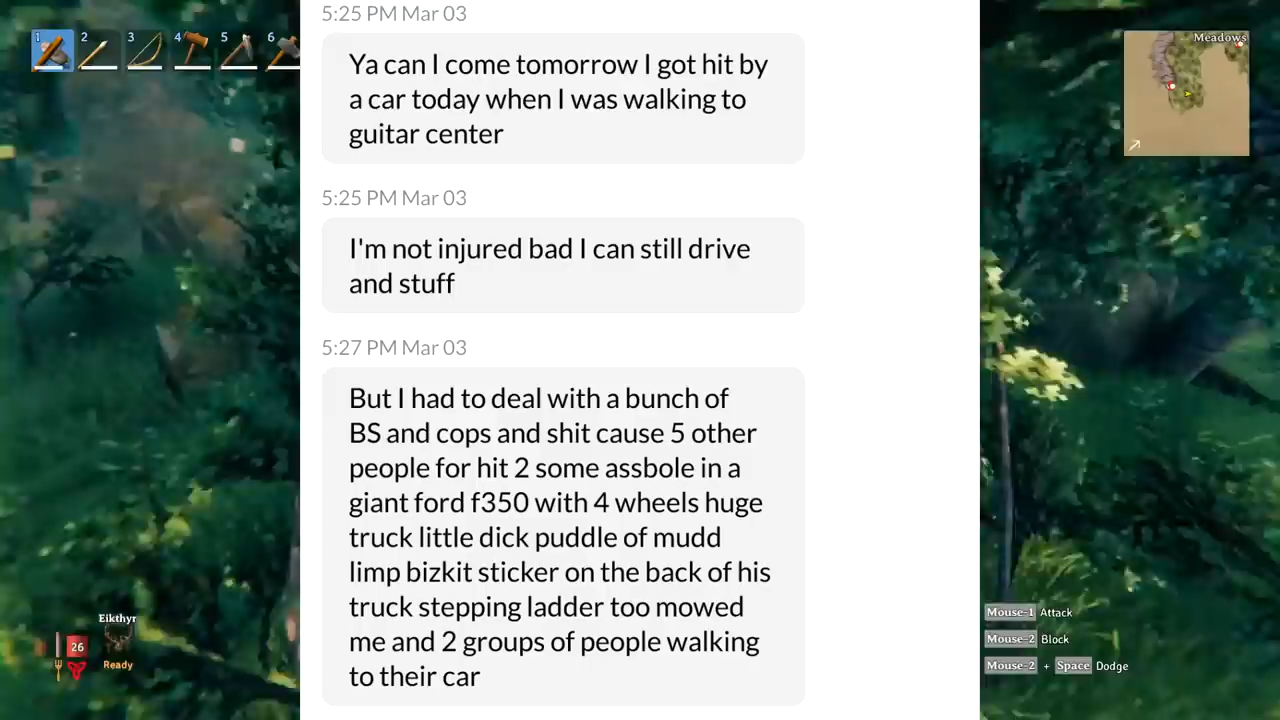 5:25 PM Mar 03
1 2 3 4 5 6
Meadows
Ya can I come tomorrow I got hit by
a car today when I was walking to
guitar center
5:25 PM Mar 03
I'm not injured bad I can still drive
and stuff
5:27 PM Mar 03
But I had to deal with a bunch of
BS and cops and shit cause 5 other
people for hit 2 some assbole in a
giant ford f350 with 4 wheels huge
truck little dick puddle of mudd
limp bizkit sticker on the back of his
truck stepping ladder too mowed
me and 2 groups of people walking
to their car
Eikthyr
26
Ready
Mouse-1 Attack
Mouse-2 Block
Mouse-2 + Space Dodge